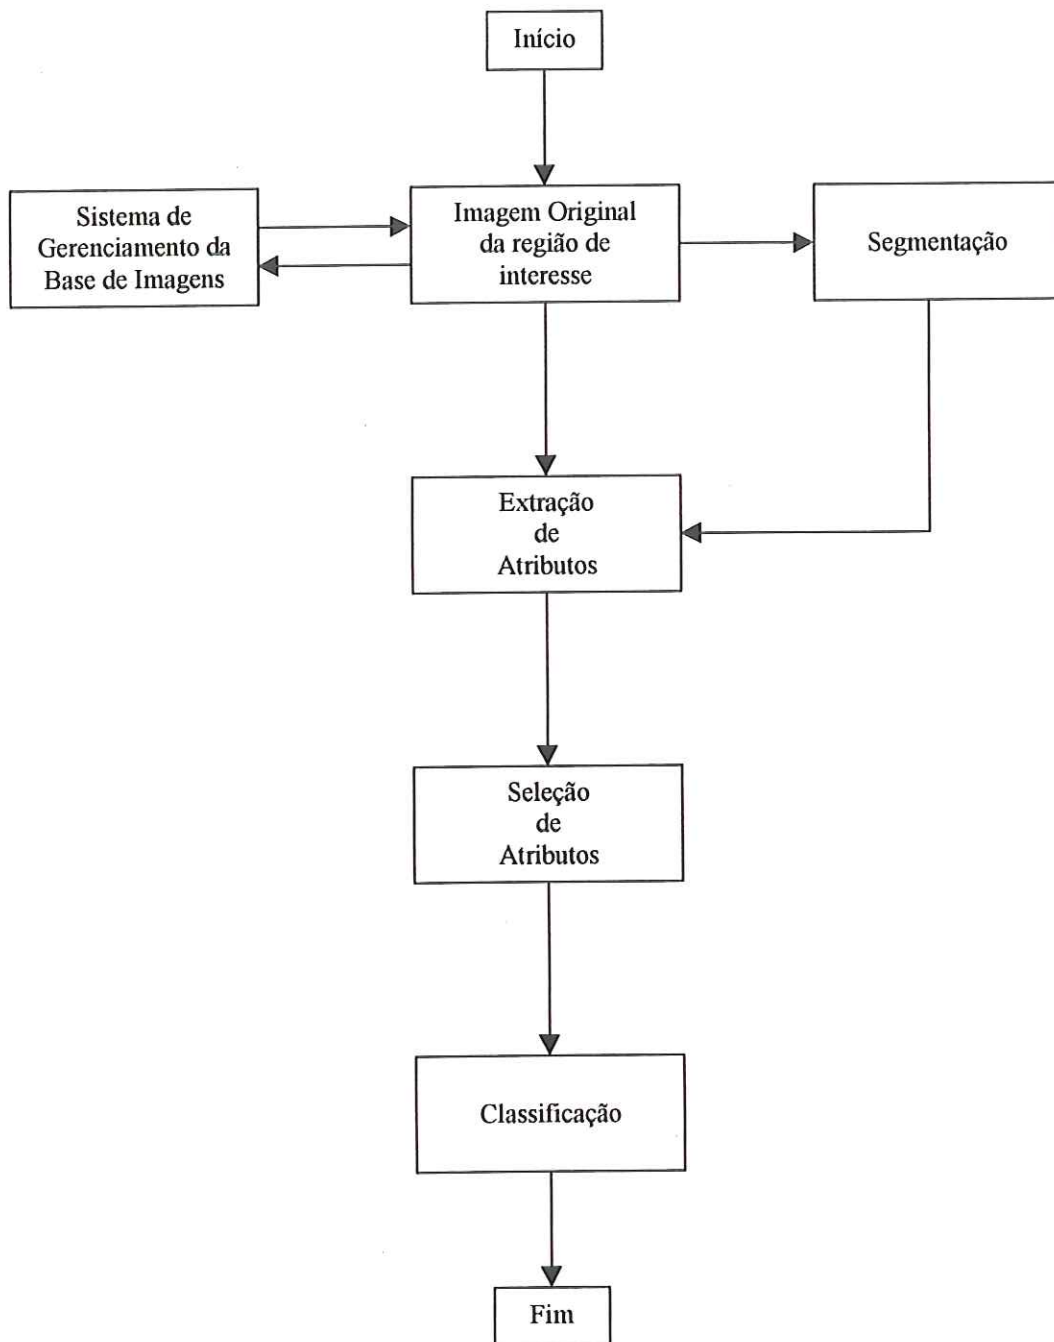 Início
Sistema de
Gerenciamento da
Base de Imagens
Imagem Original
da região de
interesse
Segmentação
Extração
de
Atributos
Seleção
de
Atributos
Classificação
Fim